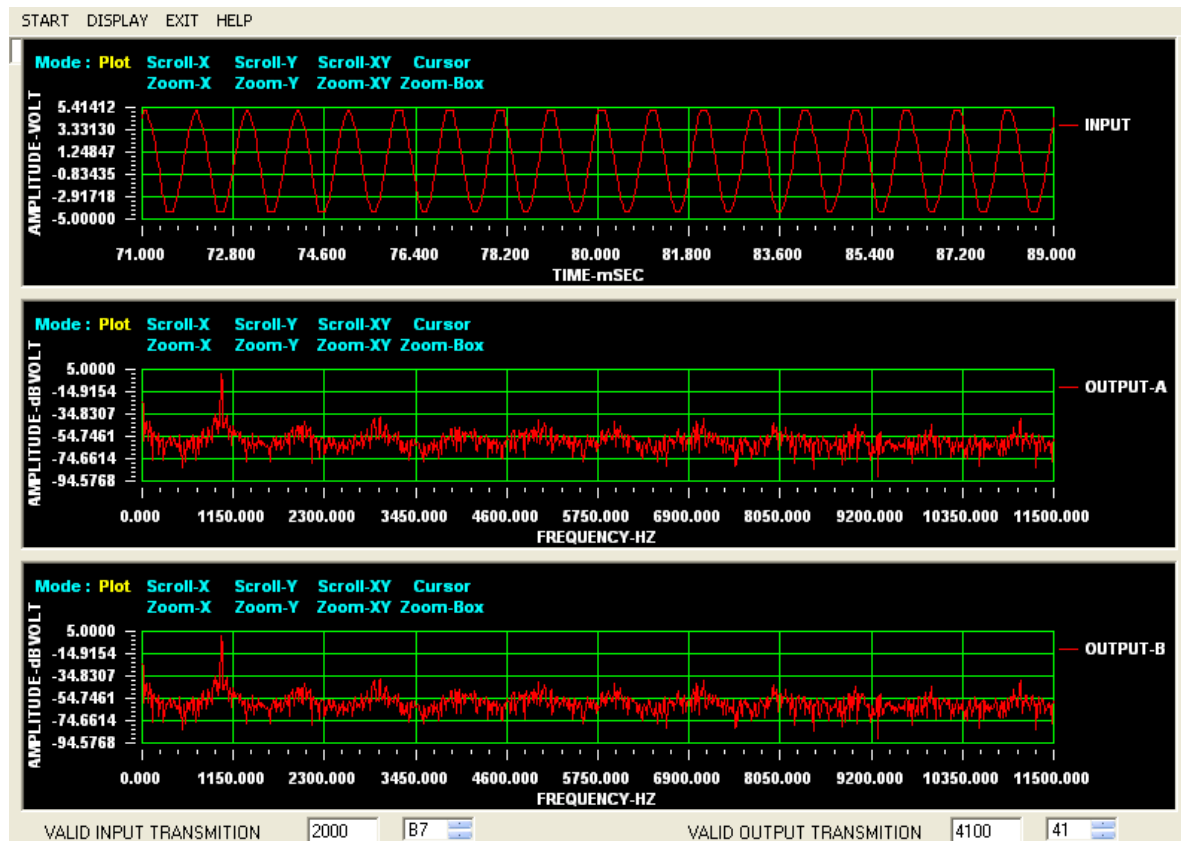 START DISPLAY EXIT HELP
Mode : Plot Scroll-X Scroll-Y Scroll-XY Cursor
Zoom-X Zoom-Y Zoom-XY Zoom-Box
AMPLITUDE-VOLT
5.41412
3.33130
1.24847
-0.83435
-2.91718
-5.00000
INPUT
71.000 72.800 74.600 76.400 78.200 80.000 81.800 83.600 85.400 87.200 89.000
TIME-mSEC
Mode : Plot Scroll-X Scroll-Y Scroll-XY Cursor
Zoom-X Zoom-Y Zoom-XY Zoom-Box
AMPLITUDE-dBVOLT
5.0000
-14.9154
-34.8307
-54.7461
-74.6614
-94.5768
OUTPUT-A
0.000 1150.000 2300.000 3450.000 4600.000 5750.000 6900.000 8050.000 9200.000 10350.000 11500.000
FREQUENCY-HZ
Mode : Plot Scroll-X Scroll-Y Scroll-XY Cursor
Zoom-X Zoom-Y Zoom-XY Zoom-Box
AMPLITUDE-dBVOLT
5.0000
-14.9154
-34.8307
-54.7461
-74.6614
-94.5768
OUTPUT-B
0.000 1150.000 2300.000 3450.000 4600.000 5750.000 6900.000 8050.000 9200.000 10350.000 11500.000
FREQUENCY-HZ
VALID INPUT TRANSMITION 2000 B7 VALID OUTPUT TRANSMITION 4100 41